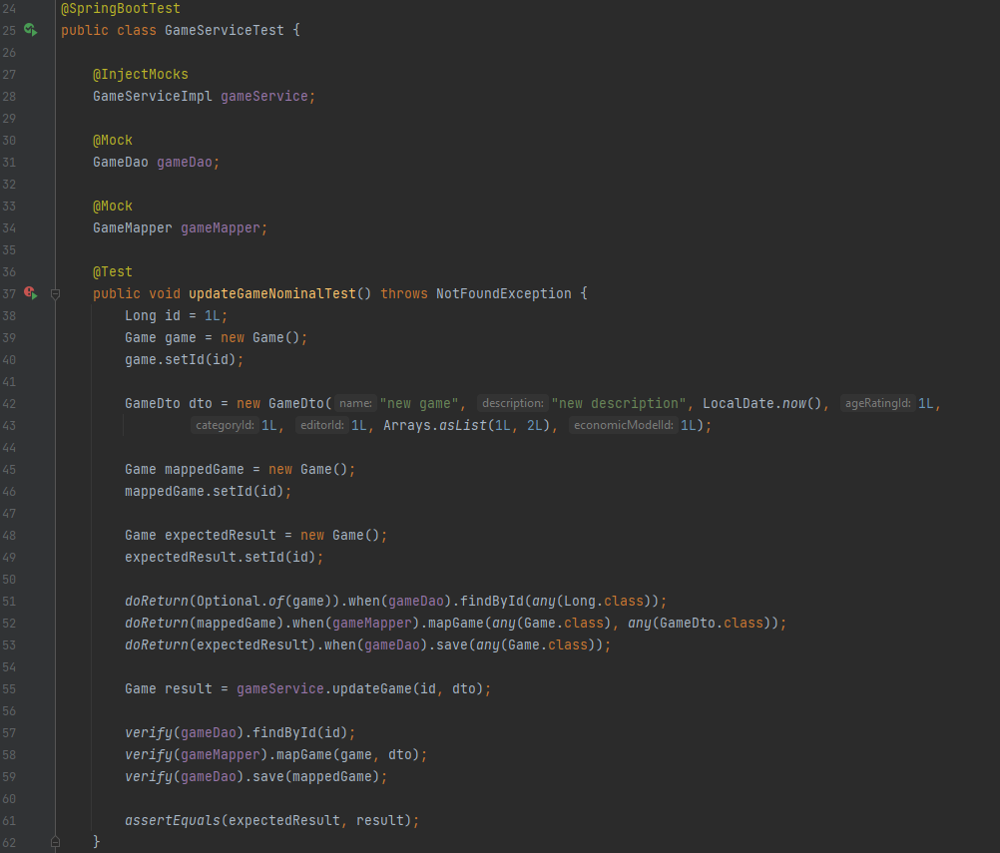 24 @SpringBootTest
25 public class GameServiceTest {
26
27 @InjectMocks
28 GameServiceImpl gameService;
29
30 @Mock
31 GameDao gameDao;
32
33 @Mock
34 GameMapper gameMapper;
35
36 @Test
37 public void updateGameNominalTest() throws NotFoundException {
38 Long id = 1L;
39 Game game = new Game();
40 game.setId(id);
41
42 GameDto dto = new GameDto( name: "new game", description: "new description", LocalDate.now(), ageRatingId: 1L,
43 categoryId: 1L, editorId: 1L, Arrays.asList(1L, 2L), economicModelId: 1L);
44
45 Game mappedGame = new Game();
46 mappedGame.setId(id);
47
48 Game expectedResult = new Game();
49 expectedResult.setId(id);
50
51 doReturn(Optional.of(game)).when(gameDao).findById(any(Long.class));
52 doReturn(mappedGame).when(gameMapper).mapGame(any(Game.class), any(GameDto.class));
53 doReturn(expectedResult).when(gameDao).save(any(Game.class));
54
55 Game result = gameService.updateGame(id, dto);
56
57 verify(gameDao).findById(id);
58 verify(gameMapper).mapGame(game, dto);
59 verify(gameDao).save(mappedGame);
60
61 assertEquals(expectedResult, result);
62 }